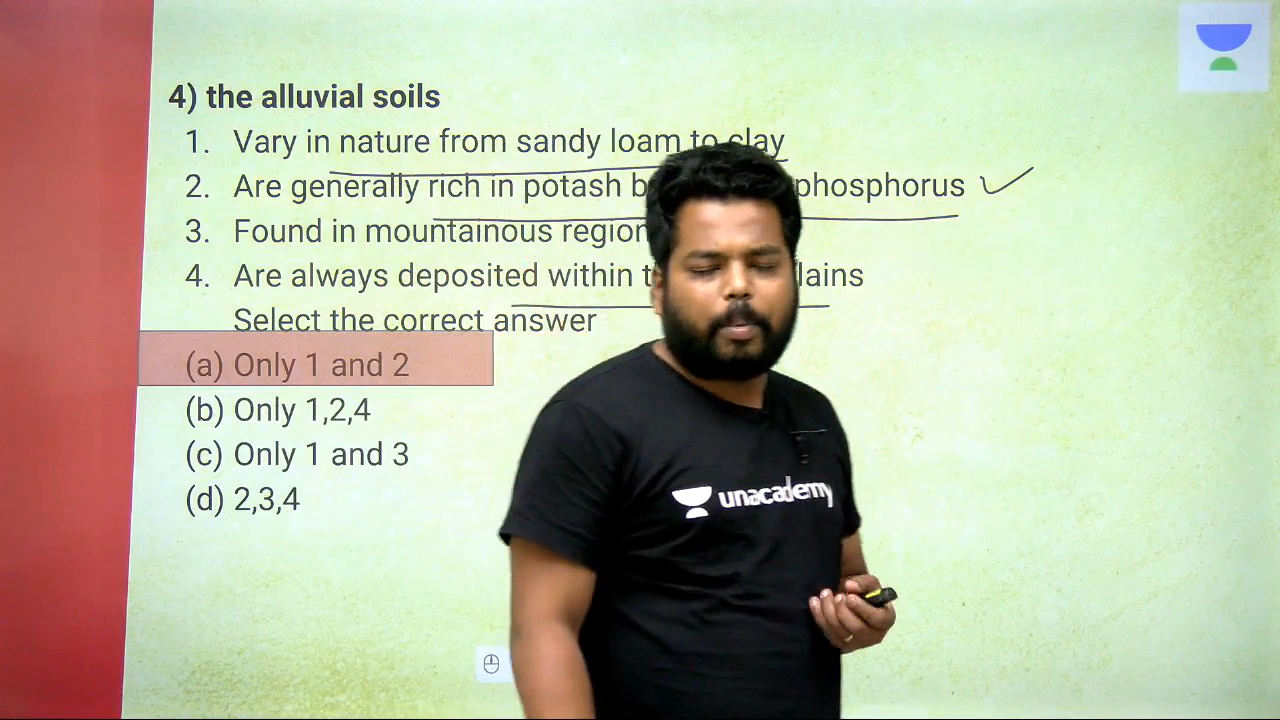 4) the alluvial soils
1. Vary in nature from sandy loam to clay
2. Are generally rich in potash phosphorus
3. Found in mountainous region
4. Are always deposited within
Select the correct answer
(a) Only 1 and 2
(b) Only 1,2,4
(c) Only 1 and 3
(d) 2,3,4
unacademy